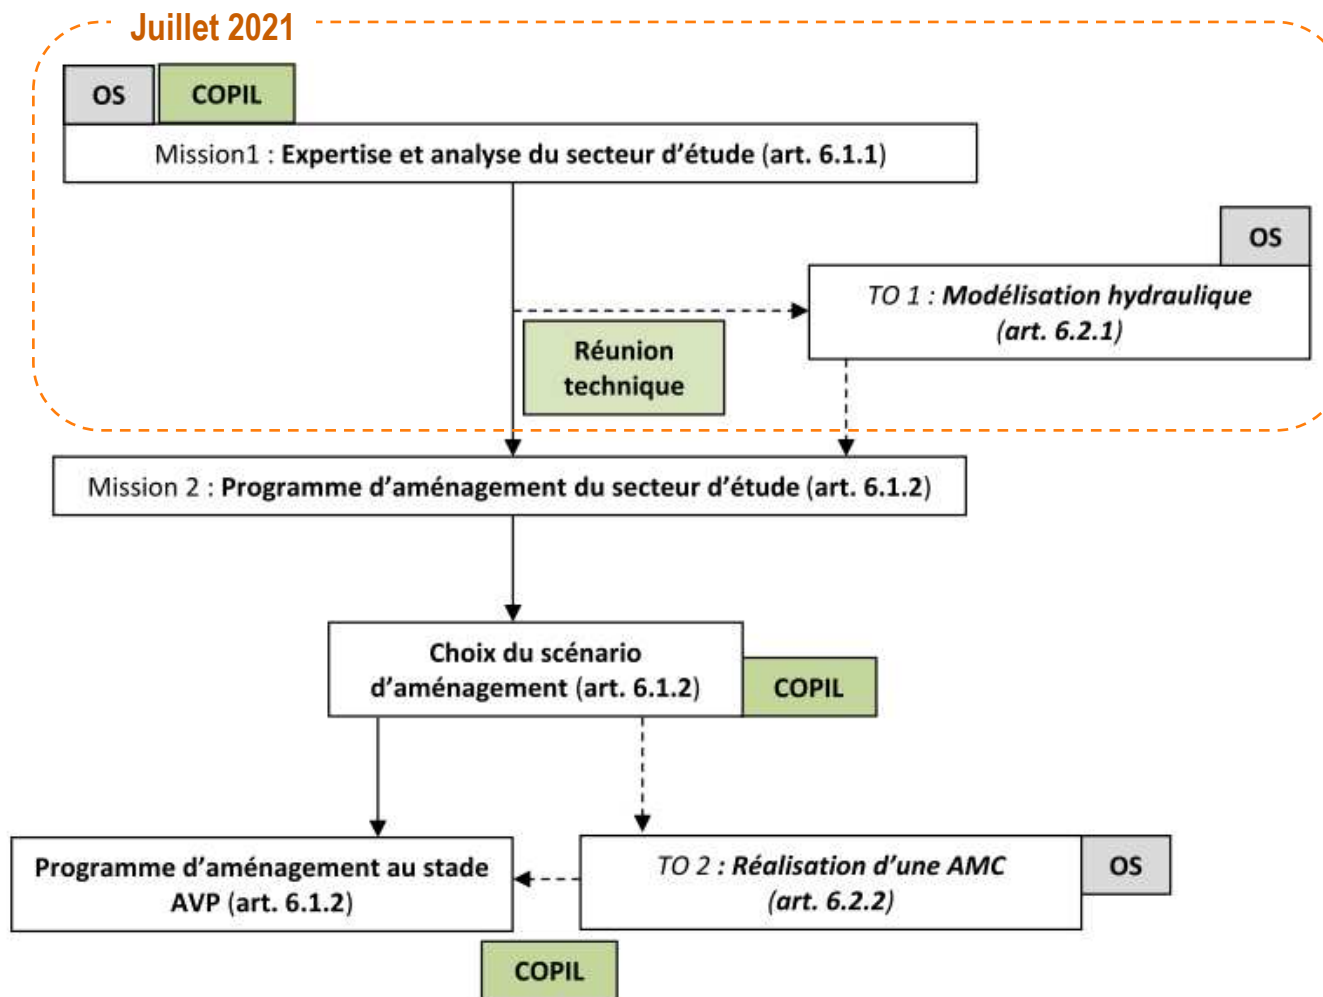 Juillet 2021
OS
COPIL
Mission1 : Expertise et analyse du secteur d'étude (art. 6.1.1)
OS
TO 1 : Modélisation hydraulique
(art. 6.2.1)
Réunion
technique
Mission 2 : Programme d'aménagement du secteur d'étude (art. 6.1.2)
Choix du scénario
d'aménagement (art. 6.1.2)
COPIL
Programme d'aménagement au stade
AVP (art. 6.1.2)
TO 2 : Réalisation d'une AMC
(art. 6.2.2)
OS
COPIL